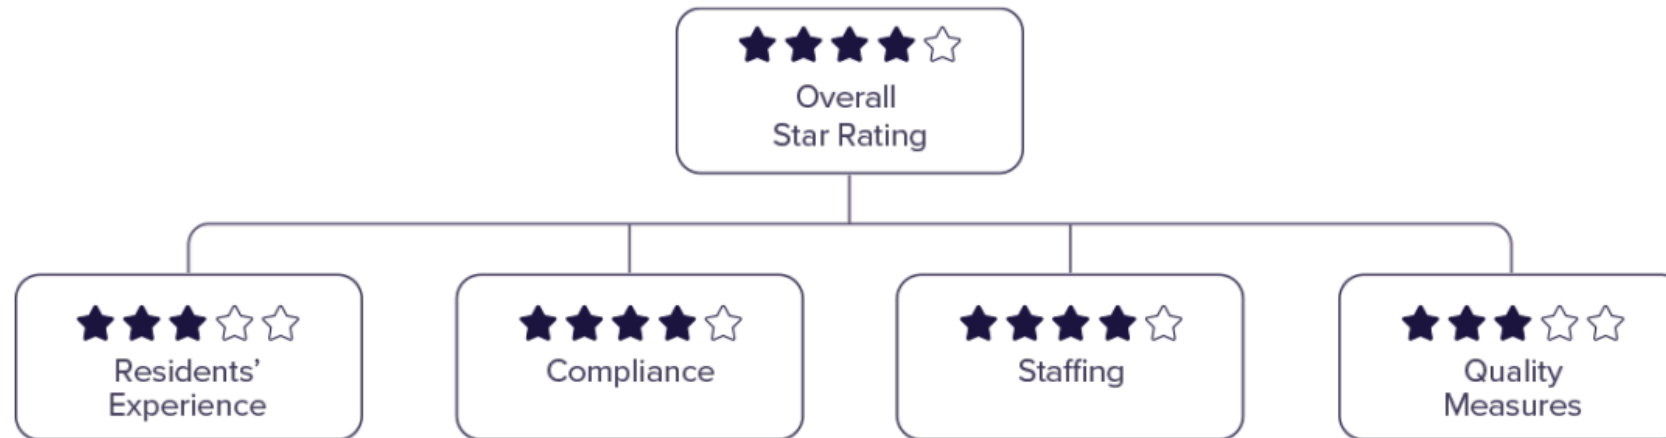 Overall
Star Rating
Residents’
Experience
Compliance
Staffing
Quality
Measures